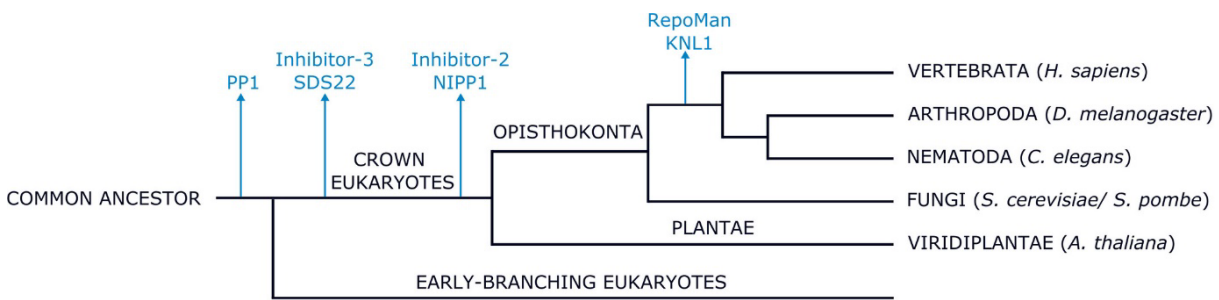 RepoMan
KNL1
Inhibitor-3
SDS22
Inhibitor-2
NIPP1
PP1
VERTEBRATA (H. sapiens)
ARTHROPODA (D. melanogaster)
OPISTHOKONTA
NEMATODA (C. elegans)
CROWN
EUKARYOTES
COMMON ANCESTOR
FUNGI (S. cerevisiae/ S. pombe)
PLANTAE
VIRIDIPLANTAE (A. thaliana)
EARLY-BRANCHING EUKARYOTES